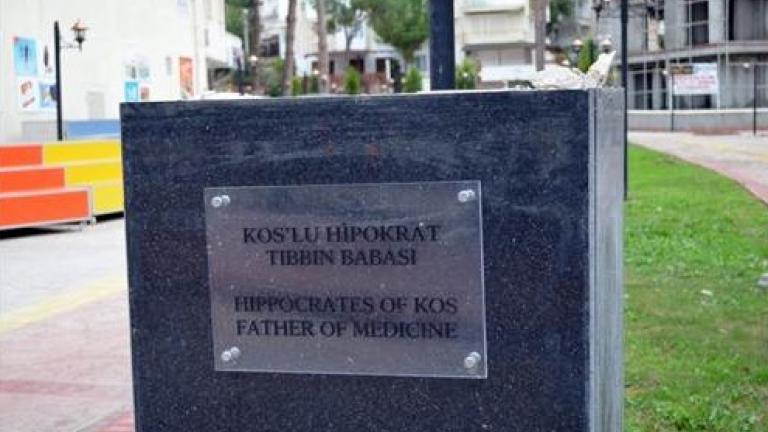 KOS'LU HİPOKRAT
TIBBIN BABASI
HIPPOCRATES OF KOS
FATHER OF MEDICINE